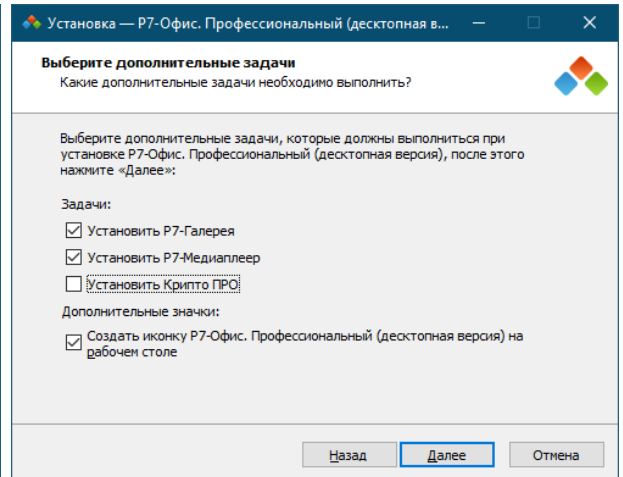 Установка — Р7-Офис. Профессиональный (десктопная в...
Выберите дополнительные задачи
Какие дополнительные задачи необходимо выполнить?
Выберите дополнительные задачи, которые должны выполниться при
установке Р7-Офис. Профессиональный (десктопная версия), после этого
нажмите «Далее»:
Задачи:
Установить Р7-Галерея
Установить Р7-Медиаплеер
Установить Крипто ПРО
Дополнительные значки:
Создать иконку Р7-Офис. Профессиональный (десктопная версия) на
рабочем столе
Назад Далее Отмена